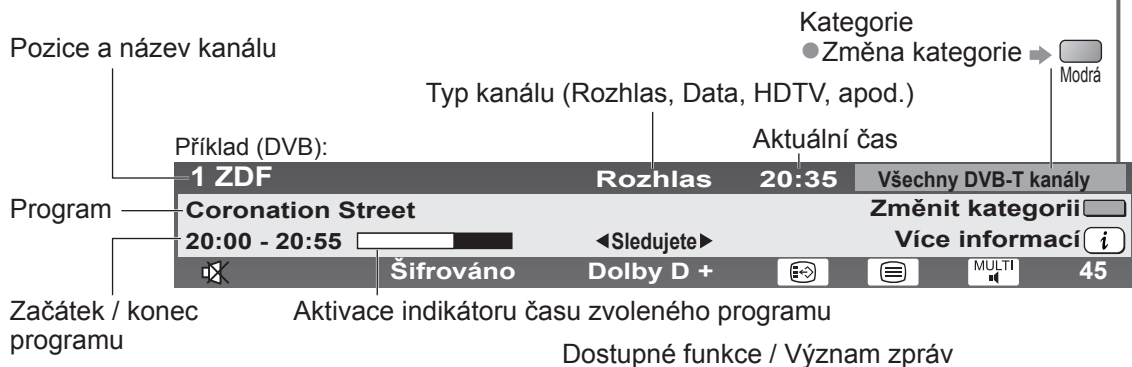 Kategorie
Pozice a název kanálu
●Změna kategorie
Modrá
Typ kanálu (Rozhlas, Data, HDTV, apod.)
Aktuální čas
Příklad (DVB):
1 ZDF Rozhlas 20:35 Všechny DVB-T kanály
Program
Coronation Street Změnit kategorii
20:00 - 20:55 ◀Sledujete▶ Více informací i
Šifrováno Dolby D + MULTI 45
Začátek / konec
programu
Aktivace indikátoru času zvoleného programu
Dostupné funkce / Význam zpráv